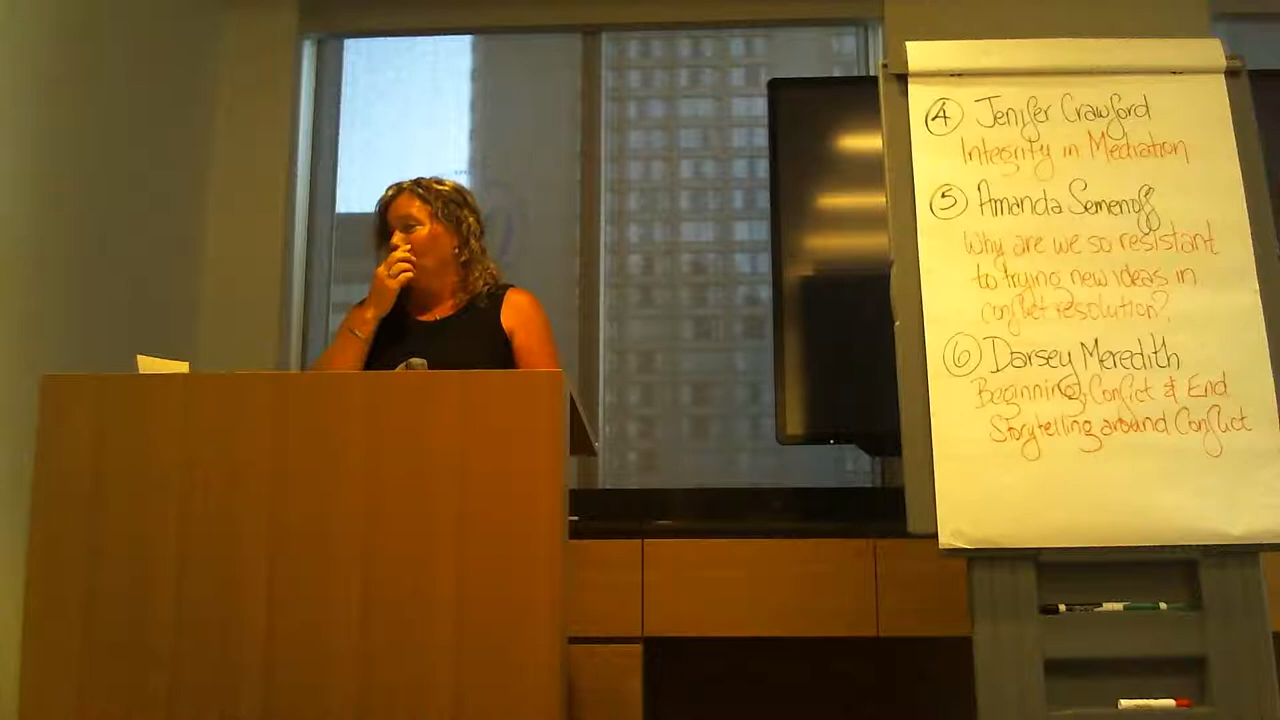 4 Jenifer Crawford
Integrity in Mediation
5 Amanda Semenoff
Why are we so resistant
to trying new ideas in
conflict resolution?
6 Darsey Meredith
Beginning, Conflict & End
Storytelling around Conflict